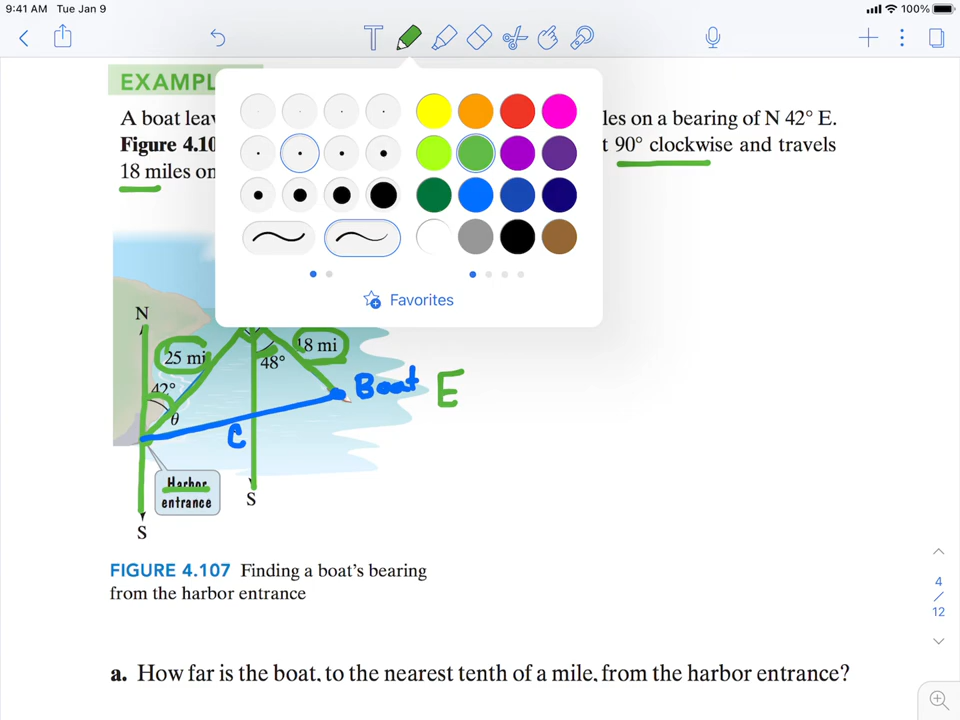 9:41 AM Tue Jan 9
100%
EXAMPL
A boat leav les on a bearing of N 42° E.
Figure 4.10 t 90° clockwise and travels
18 miles on
Favorites
N
25 mi
18 mi
48°
42°
θ
Boat E
C
Harbor
entrance
S
S
FIGURE 4.107 Finding a boat's bearing
from the harbor entrance
4
/
12
a. How far is the boat, to the nearest tenth of a mile, from the harbor entrance?